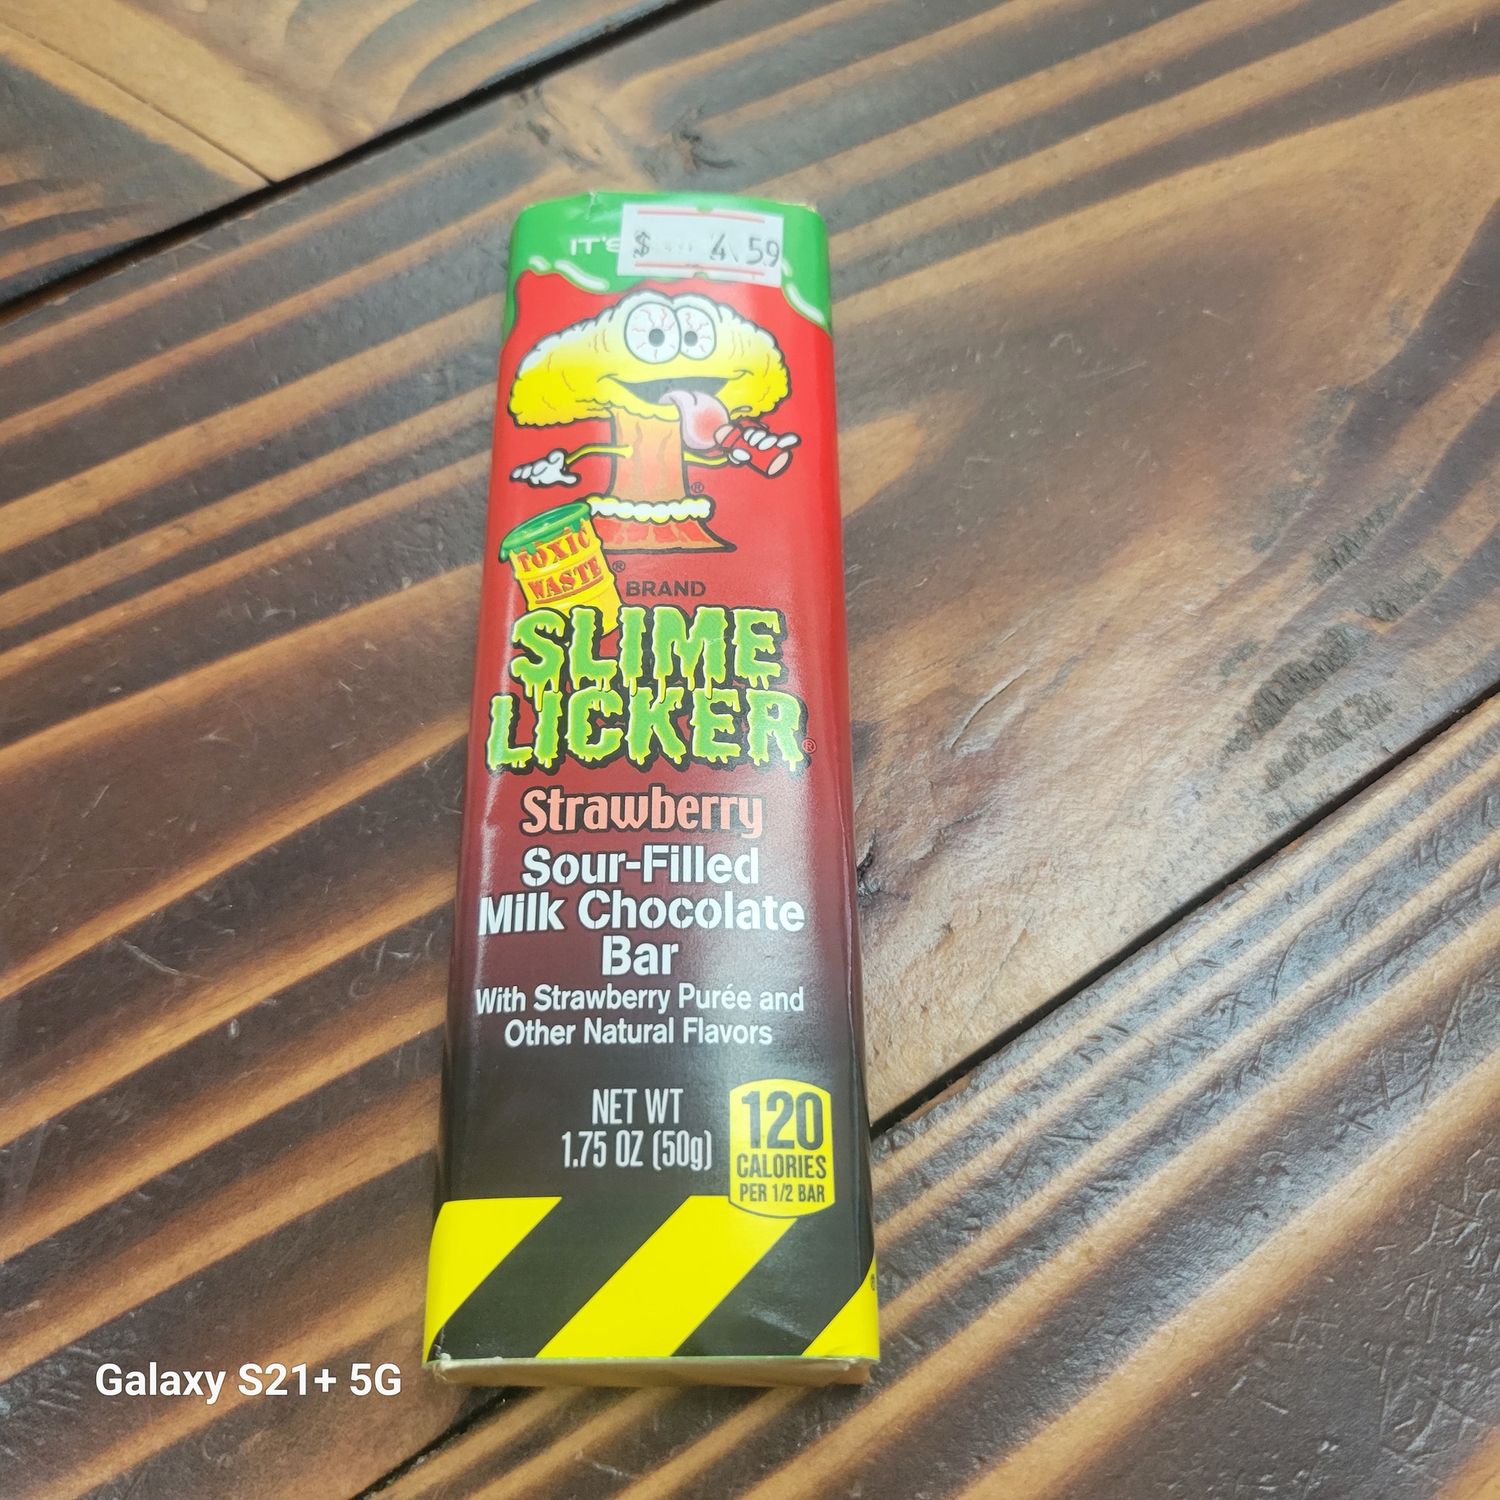 IT'S
$ 4.59
TOXIC
WASTE®
BRAND
SLIME
LICKER®
Strawberry
Sour-Filled
Milk Chocolate
Bar
With Strawberry Purée and
Other Natural Flavors
NET WT
1.75 OZ (50g)
120
CALORIES
PER 1/2 BAR
Galaxy S21+ 5G